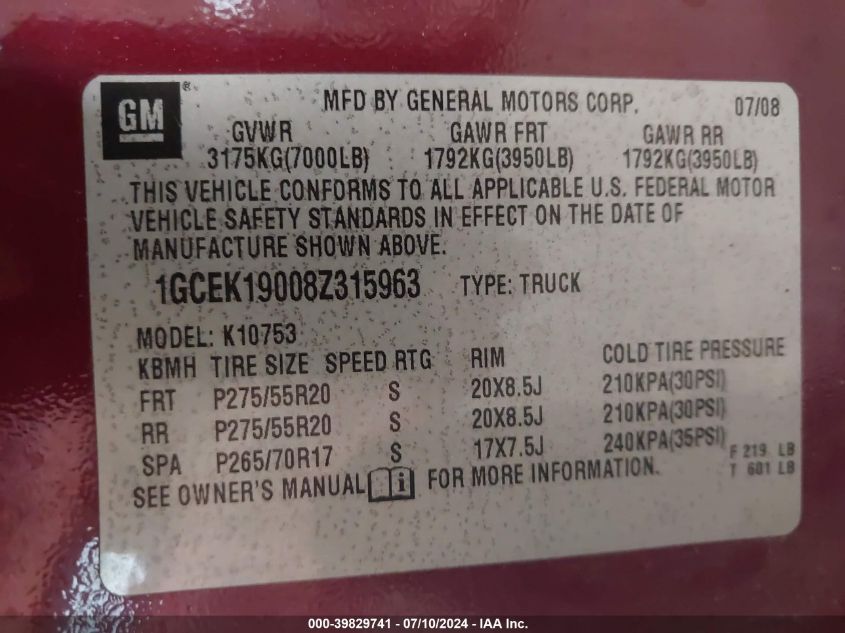 GM ® MFD BY GENERAL MOTORS CORP. 07/08
GVWR GAWR FRT GAWR RR
3175KG(7000LB) 1792KG(3950LB) 1792KG(3950LB)
THIS VEHICLE CONFORMS TO ALL APPLICABLE U.S. FEDERAL MOTOR
VEHICLE SAFETY STANDARDS IN EFFECT ON THE DATE OF
MANUFACTURE SHOWN ABOVE.
1GCEK19008Z315963 TYPE: TRUCK
MODEL: K10753
KBMH TIRE SIZE SPEED RTG RIM COLD TIRE PRESSURE
FRT P275/55R20 S 20X8.5J 210KPA(30PSI)
RR P275/55R20 S 20X8.5J 210KPA(30PSI)
SPA P265/70R17 S 17X7.5J 240KPA(35PSI)
F 219 LB
T 601 LB
SEE OWNER'S MANUAL i FOR MORE INFORMATION.
000-39829741 - 07/10/2024 - IAA Inc.